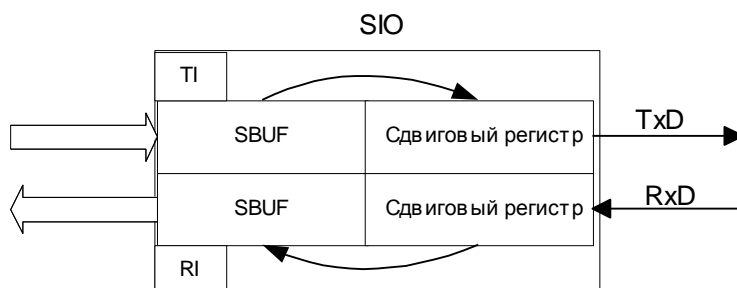 SIO
TI
SBUF
Сдвиговый регистр
TxD
SBUF
Сдвиговый регистр
RxD
RI